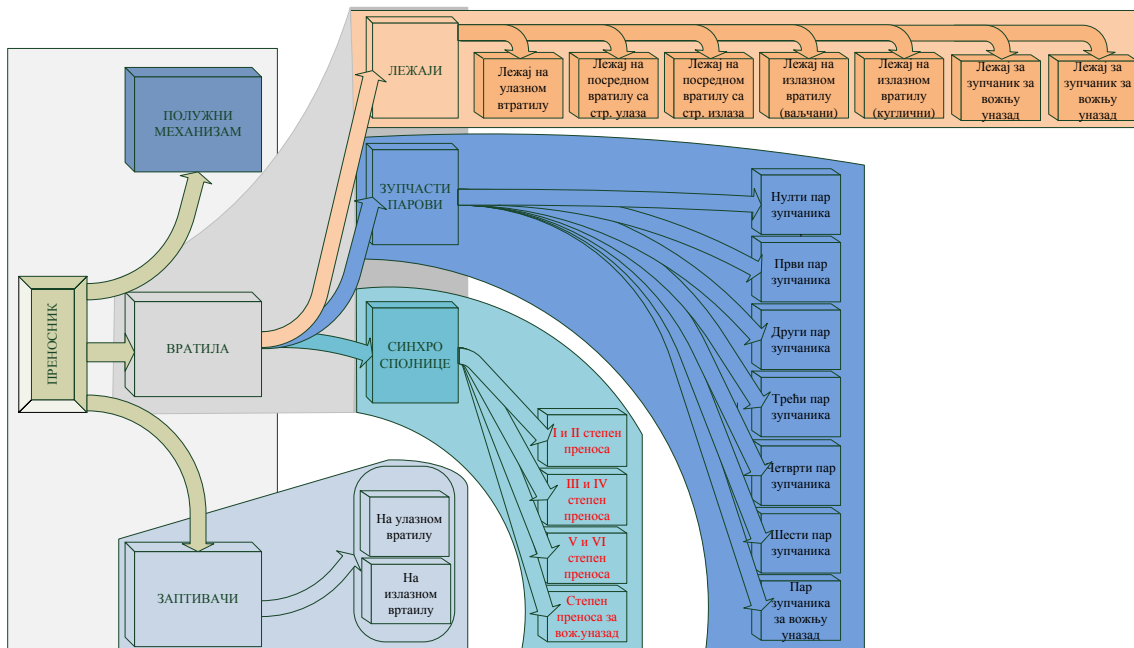 ЛЕЖАЈИ
Лежај на
улазном
втратилу
Лежај на
посредном
вратилу са
стр. улаза
Лежај на
посредном
вратилу са
стр. излаза
Лежај на
излазном
вратилу
(ваљчани)
Лежај на
излазном
вратилу
(куглични)
Лежај за
зупчаник за
вожњу
уназад
Лежај за
зупчаник за
вожњу
уназад
ПОЛУЖНИ
МЕХАНИЗАМ
ЗУПЧАСТИ
ПАРОВИ
Нулти пар
зупчаника
Први пар
зупчаника
Други пар
зупчаника
Трећи пар
зупчаника
Четврти пар
зупчаника
Шести пар
зупчаника
Пар
зупчаника
за вожњу
уназад
ПРЕНОСНИК
ВРАТИЛА
СИНХРО
СПОЈНИЦЕ
I и II степен
преноса
III и IV
степен
преноса
V и VI
степен
преноса
Степен
преноса за
вож.уназад
ЗАПТИВАЧИ
На улазном
вратилу
На
излазном
вртаилу